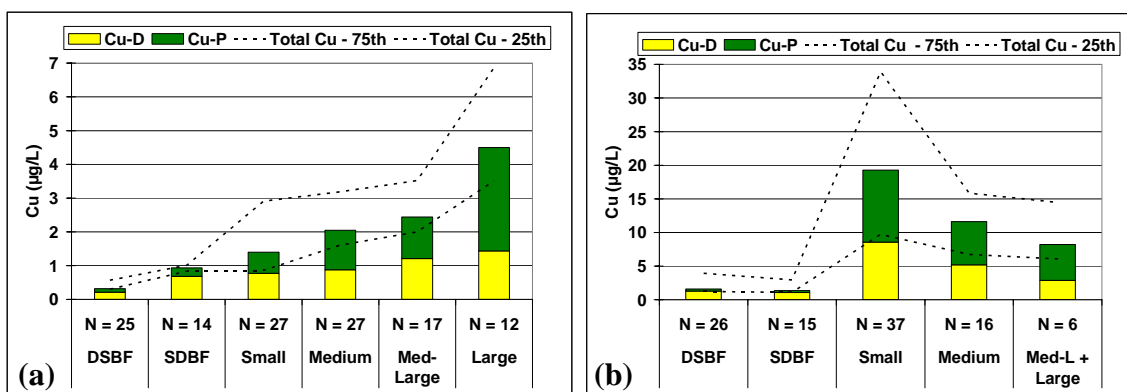 Cu-D Cu-P Total Cu - 75th Total Cu - 25th
7
6
5
4
3
2
1
0
Cu (µg/L)
N = 25 N = 14 N = 27 N = 27 N = 17 N = 12
DSBF SDBF Small Medium Med-Large Large
(a)
Cu-D Cu-P Total Cu - 75th Total Cu - 25th
35
30
25
20
15
10
5
0
Cu (µg/L)
N = 26 N = 15 N = 37 N = 16 N = 6
DSBF SDBF Small Medium Med-L +
Large
(b)